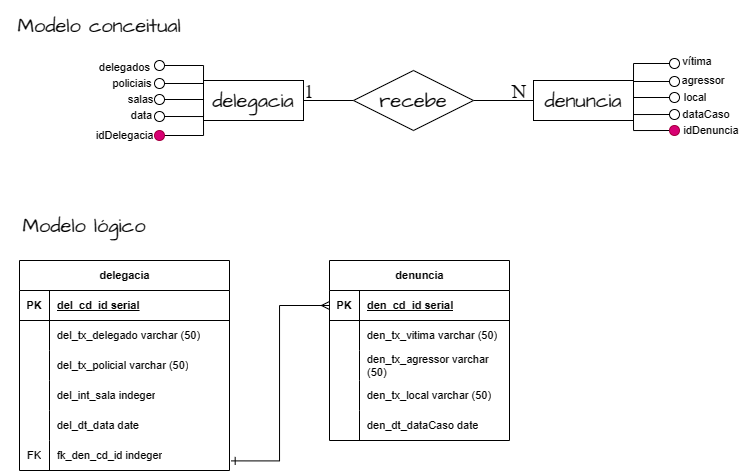 Modelo conceitual
delegados
policiais
salas
data
idDelegacia
delegacia
1
recebe
N
denuncia
vítima
agressor
local
dataCaso
idDenuncia
Modelo lógico
delegacia
PK del_cd_id serial
del_tx_delegado varchar (50)
del_tx_policial varchar (50)
del_int_sala indeger
del_dt_data date
FK fk_den_cd_id indeger
denuncia
PK den_cd_id serial
den_tx_vitima varchar (50)
den_tx_agressor varchar
(50)
den_tx_local varchar (50)
den_dt_dataCaso date